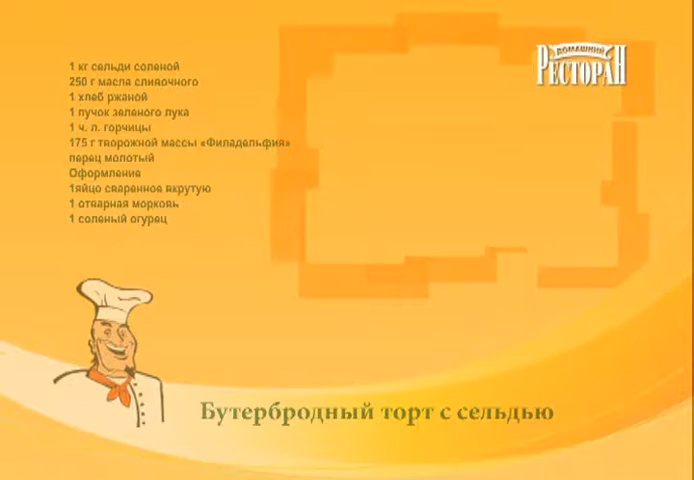 ДОМАШНИЙ
РЕСТОРАН
1 кг сельди соленой
250 г масла сливочного
1 хлеб ржаной
1 пучок зеленого лука
1 ч. л. горчицы
175 г творожной массы «Филадельфия»
перец молотый
Оформление
1яйцо сваренное вкрутую
1 отварная морковь
1 соленый огурец
Бутербродный торт с сельдью